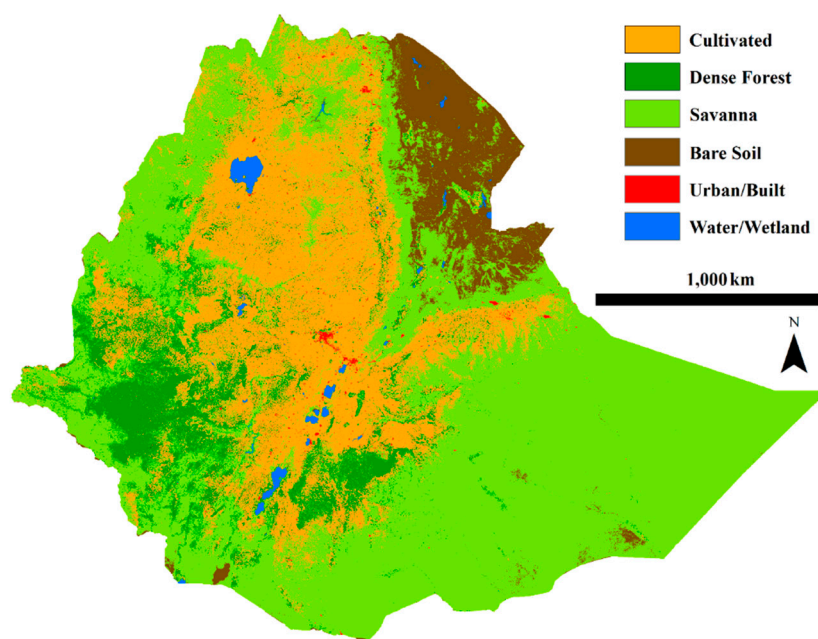 Cultivated
Dense Forest
Savanna
Bare Soil
Urban/Built
Water/Wetland
1,000 km
N